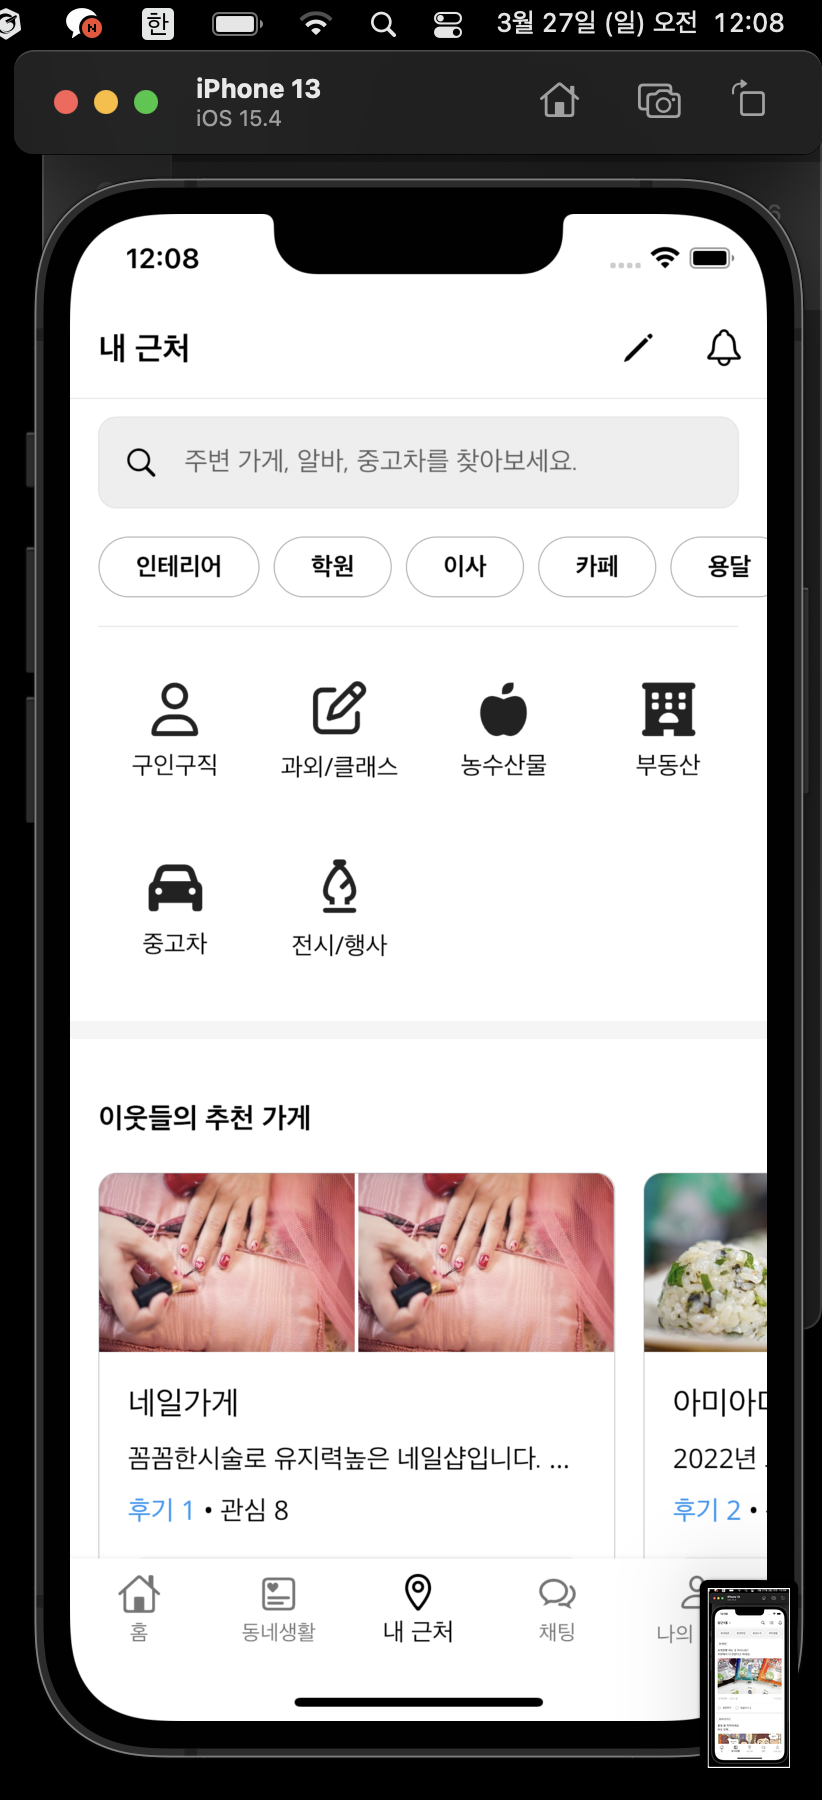 한
3월 27일 (일) 오전 12:08
iPhone 13
iOS 15.4
12:08
내 근처
주변 가게, 알바, 중고차를 찾아보세요.
인테리어 학원 이사 카페 용달
구인구직 과외/클래스 농수산물 부동산
중고차 전시/행사
이웃들의 추천 가게
네일가게
꼼꼼한시술로 유지력높은 네일샵입니다. ...
후기 1 • 관심 8
아미아
2022년
후기 2 •
홈 동네생활 내 근처 채팅 나의